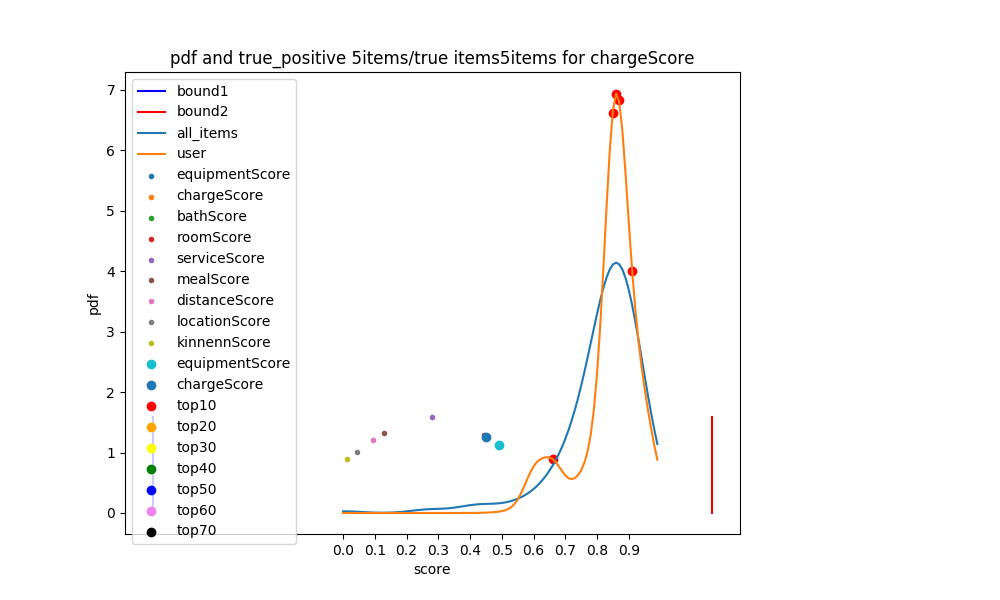 pdf and true_positive 5items/true items5items for chargeScore
bound1
bound2
all_items
user
equipmentScore
chargeScore
bathScore
roomScore
serviceScore
mealScore
distanceScore
locationScore
kinnennScore
equipmentScore
chargeScore
top10
top20
top30
top40
top50
top60
top70
7
6
5
4
3
2
1
0
pdf
0.0 0.1 0.2 0.3 0.4 0.5 0.6 0.7 0.8 0.9
score